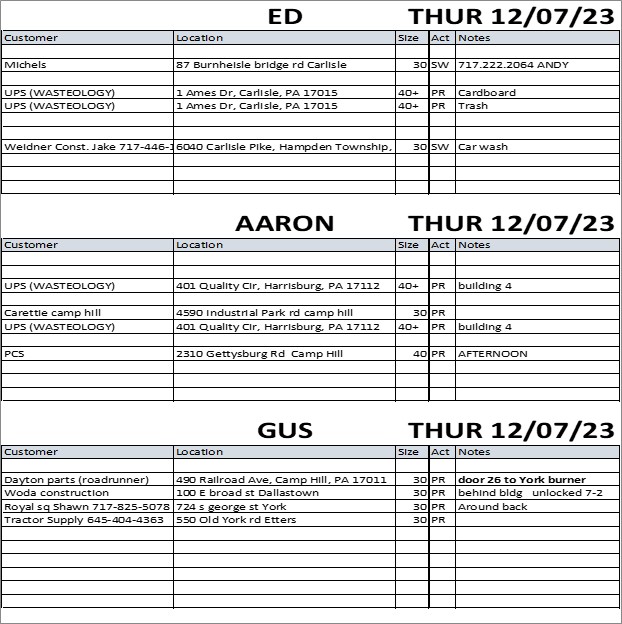 ED THUR 12/07/23
Customer Location Size Act Notes
Michels 87 Burnheisle bridge rd Carlisle 30 SW 717.222.2064 ANDY
UPS (WASTEOLOGY) 1 Ames Dr, Carlisle, PA 17015 40+ PR Cardboard
UPS (WASTEOLOGY) 1 Ames Dr, Carlisle, PA 17015 40+ PR Trash
Weidner Const. Jake 717-446-1 6040 Carlisle Pike, Hampden Township, 30 SW Car wash
AARON THUR 12/07/23
Customer Location Size Act Notes
UPS (WASTEOLOGY) 401 Quality Cir, Harrisburg, PA 17112 40+ PR building 4
Carettie camp hill 4590 Industrial Park rd camp hill 30 PR
UPS (WASTEOLOGY) 401 Quality Cir, Harrisburg, PA 17112 40+ PR building 4
PCS 2310 Gettysburg Rd Camp Hill 40 PR AFTERNOON
GUS THUR 12/07/23
Customer Location Size Act Notes
Dayton parts (roadrunner) 490 Railroad Ave, Camp Hill, PA 17011 30 PR door 26 to York burner
Woda construction 100 E broad st Dallastown 30 PR behind bldg unlocked 7-2
Royal sq Shawn 717-825-5078 724 s george st York 30 PR Around back
Tractor Supply 645-404-4363 550 Old York rd Etters 30 PR